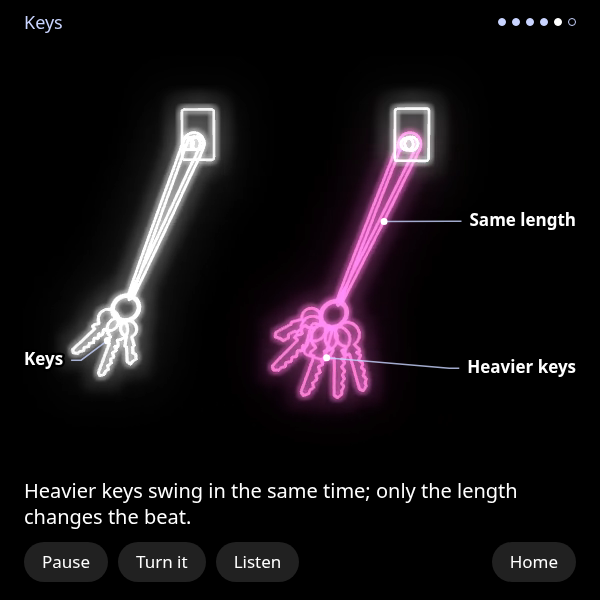 Keys
Same length
Keys
Heavier keys
Heavier keys swing in the same time; only the length
changes the beat.
Pause
Turn it
Listen
Home